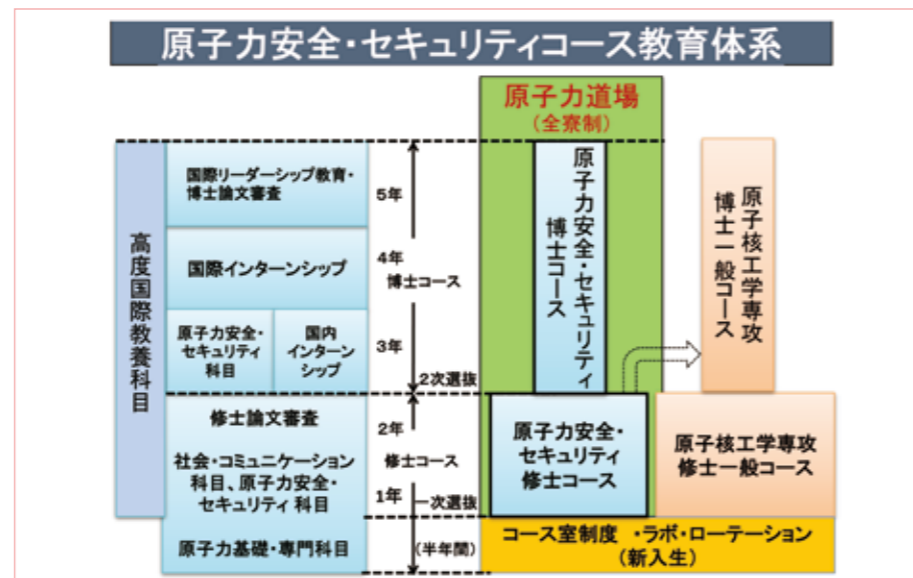 原子力安全・セキュリティコース教育体系
原子力道場
(全寮制)
高度国際教養科目
国際リーダーシップ教育・
博士論文審査
国際インターンシップ
原子力安全・
セキュリティ
科目
国内
インターン
シップ
修士論文審査
社会・コミュニケーション
科目、原子力安全・
セキュリティ科目
原子力基礎・専門科目
5年
4年
博士コース
3年
2次選抜
2年
修士コース
1年
一次選抜
(半年間)
原子力安全・セキュリティ
博士コース
原子核工学専攻
博士一般コース
原子力安全・
セキュリティ
修士コース
原子核工学専攻
修士一般コース
コース室制度 ・ラボ・ローテーション
(新入生)